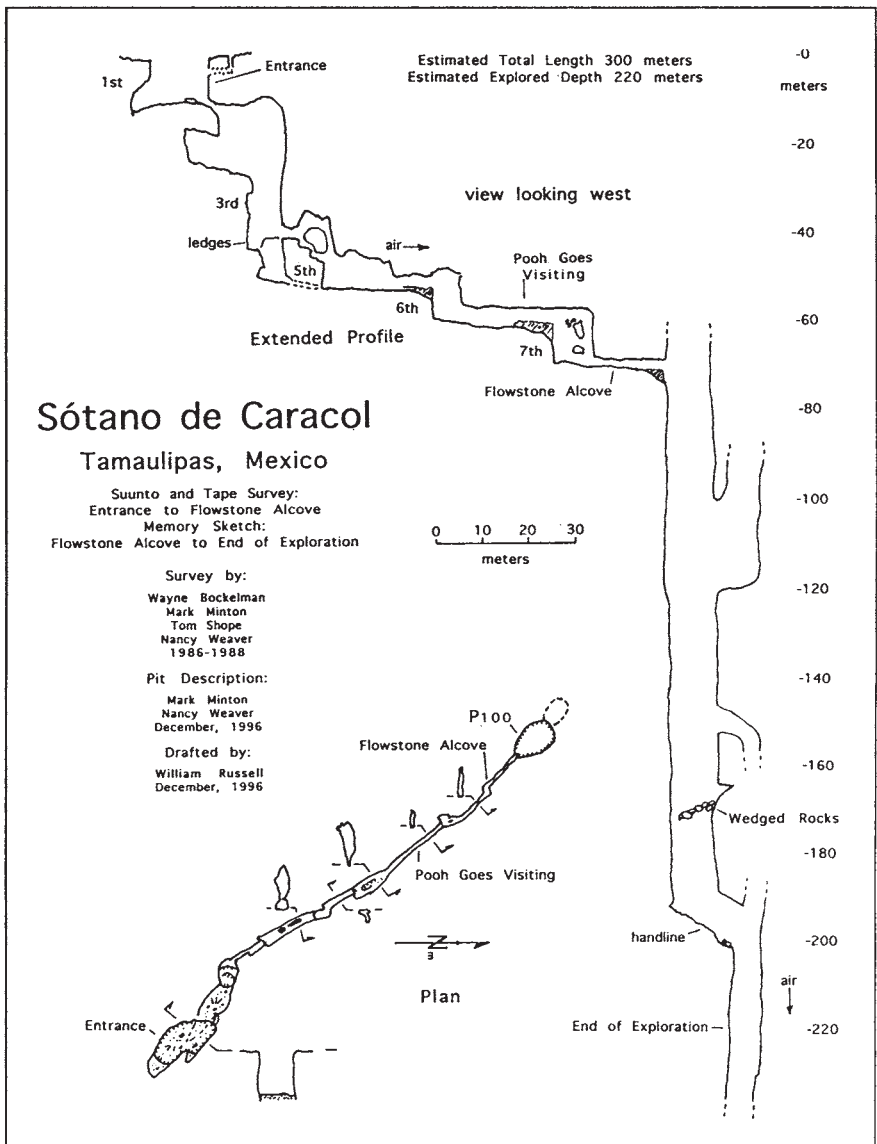 Estimated Total Length 300 meters
Estimated Explored Depth 220 meters
-0
meters
-20
-40
-60
-80
-100
-120
-140
-160
-180
-200
-220
1st
Entrance
3rd
view looking west
ledges
air
5th
Pooh Goes
Visiting
6th
7th
Extended Profile
Flowstone Alcove
Sótano de Caracol
Tamaulipas, Mexico
Suunto and Tape Survey:
Entrance to Flowstone Alcove
Memory Sketch:
Flowstone Alcove to End of Exploration
0 10 20 30
meters
Survey by:
Wayne Bockelman
Mark Minton
Tom Shope
Nancy Weaver
1986-1988
Pit Description:
Mark Minton
Nancy Weaver
December, 1996
Drafted by:
William Russell
December, 1996
P100
Flowstone Alcove
Pooh Goes Visiting
Wedged Rocks
handline
N
Plan
Entrance
air
End of Exploration